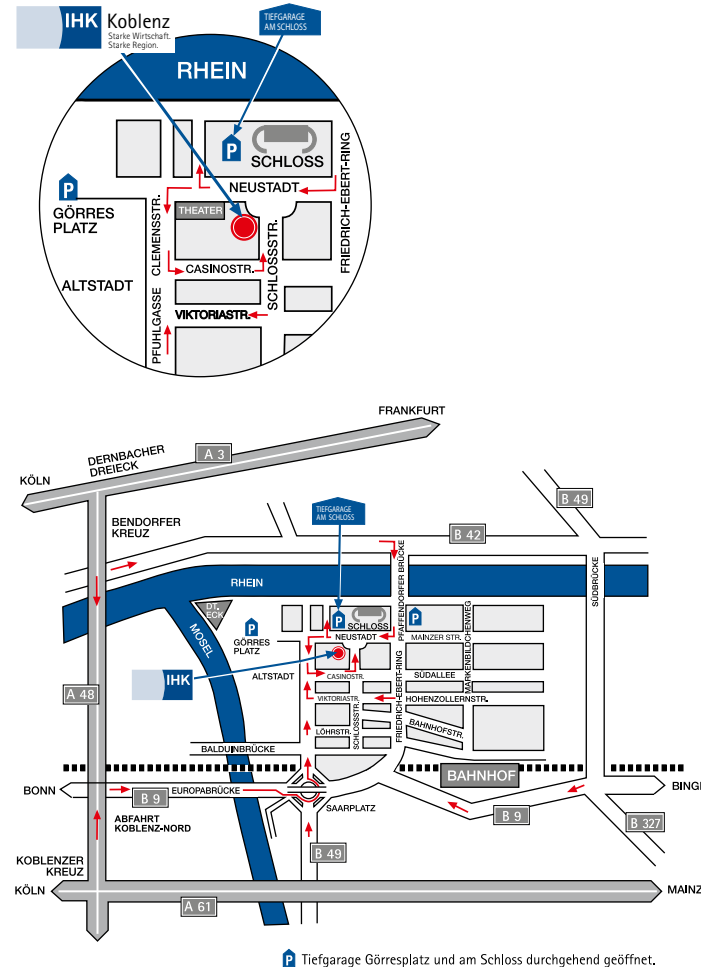 IHK Koblenz
Starke Wirtschaft.
Starke Region.
TIEFGARAGE
AM SCHLOSS
RHEIN
P
SCHLOSS
NEUSTADT
FRIEDRICH-EBERT-RING
P
GÖRRES
PLATZ
CLEMENSSTR.
THEATER
CASINOSTR.
SCHLOSSSTR.
ALTSTADT
VIKTORIASTR.
PFUHLGASSE
FRANKFURT
A 3
DERNBACHER
DREIECK
KÖLN
B 49
BENDORFER
KREUZ
TIEFGARAGE
AM SCHLOSS
B 42
RHEIN
PFAFFENDORFER BRÜCKE
SÜDBRÜCKE
DT.
ECK
MOSEL
P
GÖRRES
PLATZ
P
SCHLOSS
NEUSTADT
P
MAINZER STR.
MARKENBILDCHENWEG
IHK
ALTSTADT
CASINOSTR.
SÜDALLEE
A 48
VIKTORIASTR.
HOHENZOLLERNSTR.
SCHLOSSSTR.
FRIEDRICH-EBERT-RING
LÖHRSTR.
BAHNHOFSTR.
BALDUINBRÜCKE
BAHNHOF
BONN
B 9
EUROPABRÜCKE
SAARPLATZ
B 9
BINGE
ABFAHRT
KOBLENZ-NORD
B 327
B 49
KOBLENZER
KREUZ
KÖLN
A 61
MAINZ
P Tiefgarage Görresplatz und am Schloss durchgehend geöffnet.